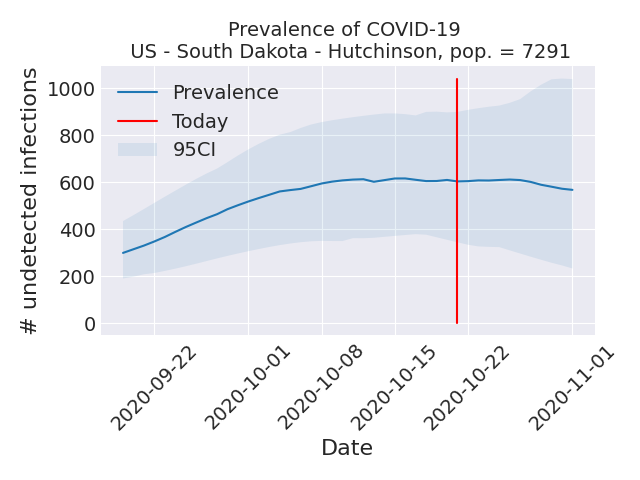 Prevalence of COVID-19
US - South Dakota - Hutchinson, pop. = 7291
# undetected infections
1000
800
600
400
200
0
Prevalence
Today
95CI
2020-09-22
2020-10-01
2020-10-08
2020-10-15
2020-10-22
2020-11-01
Date